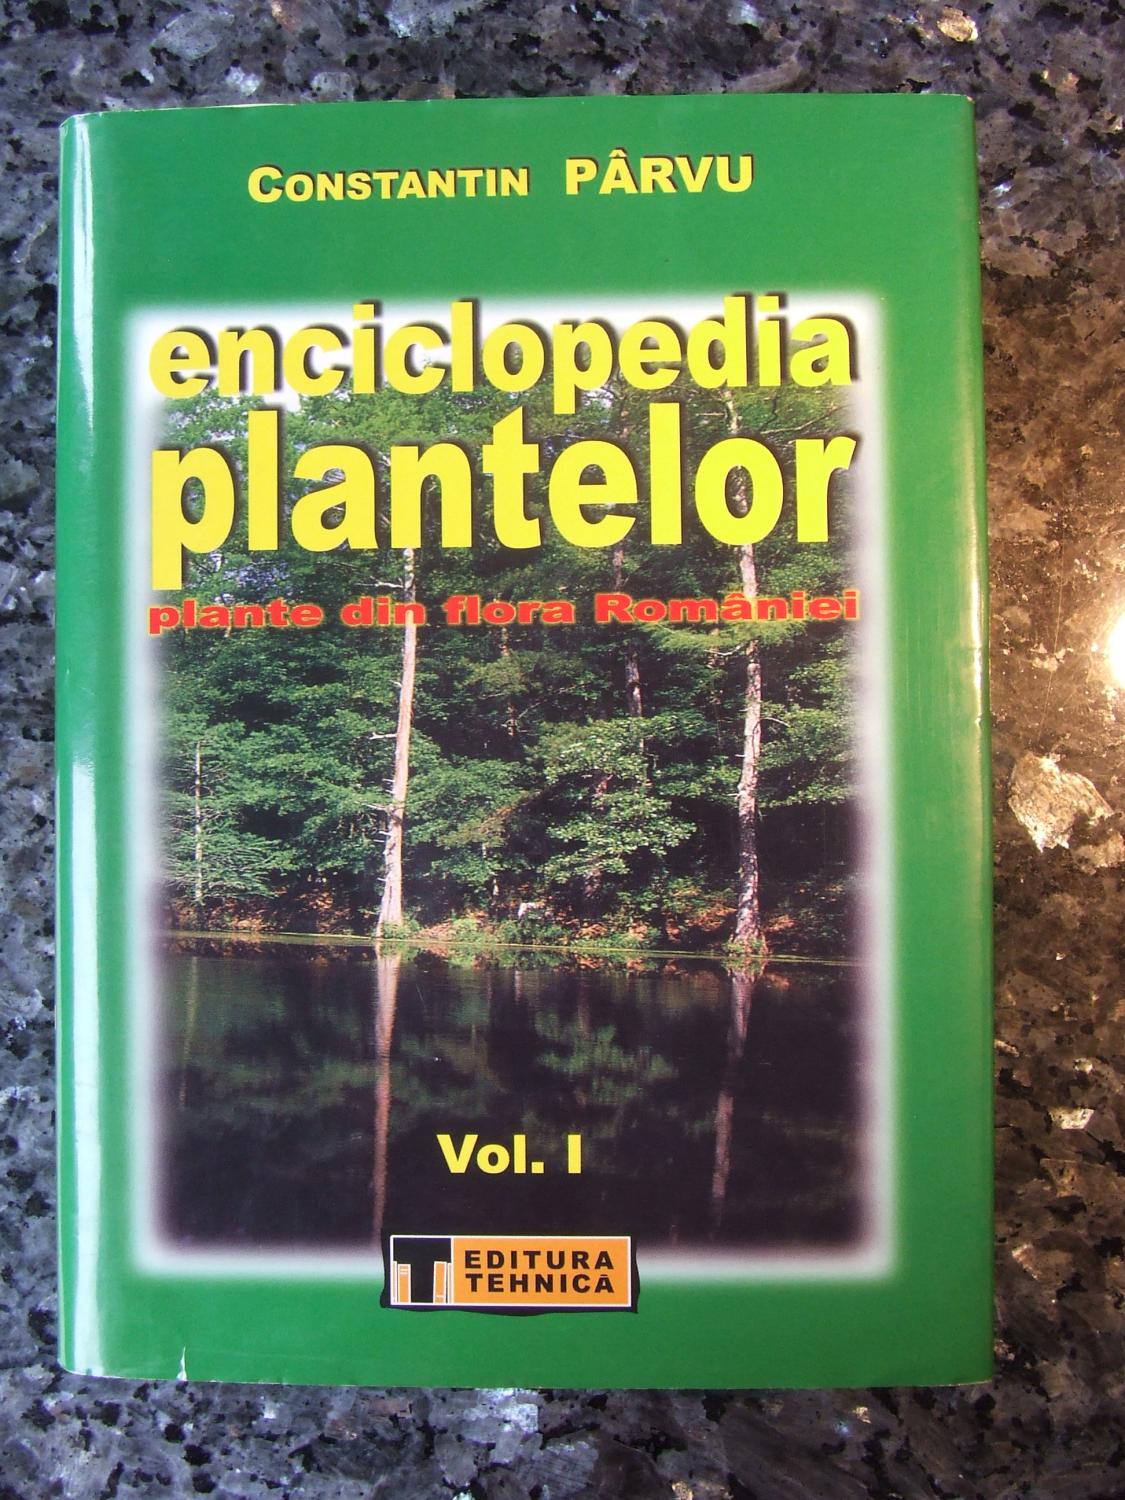 CONSTANTIN PÂRVU
enciclopedia
plantelor
plante din flora României
Vol. I
EDITURA
TEHNICĂ